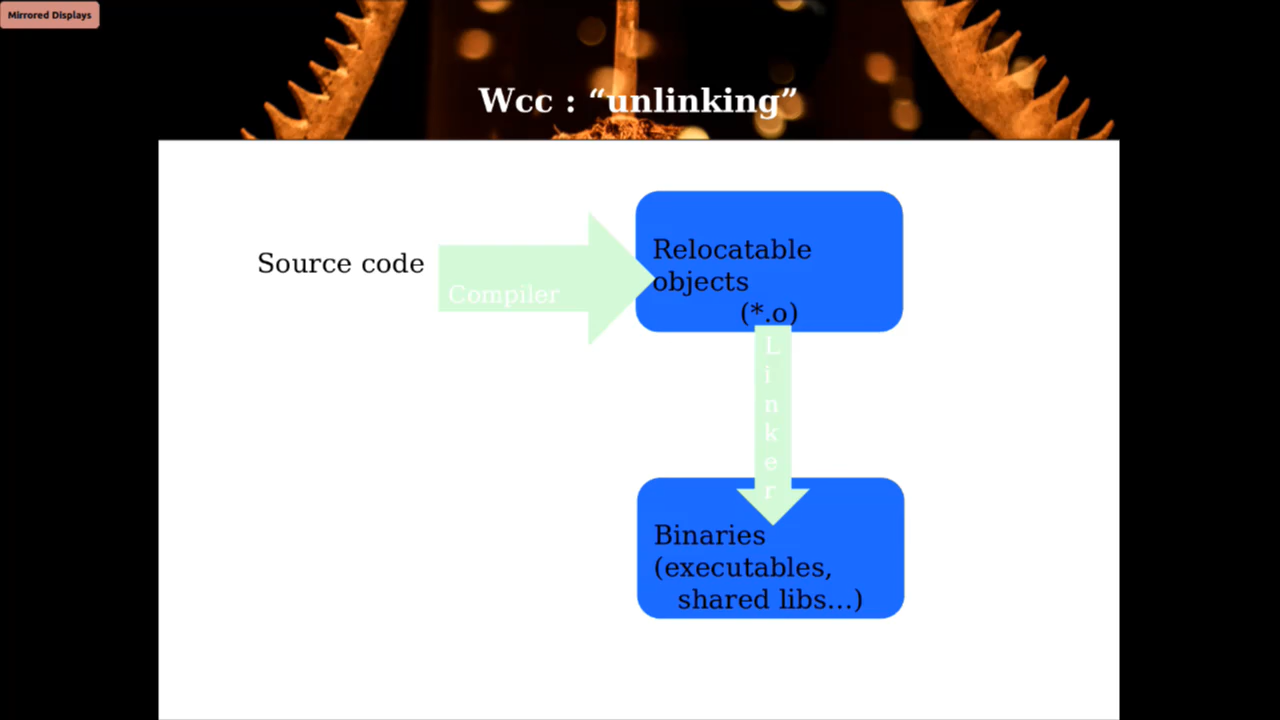 Mirrored Displays
Wcc : “unlinking”
Source code
Compiler
Relocatable
objects
(*.o)
L
i
n
k
e
r
Binaries
(executables,
shared libs...)